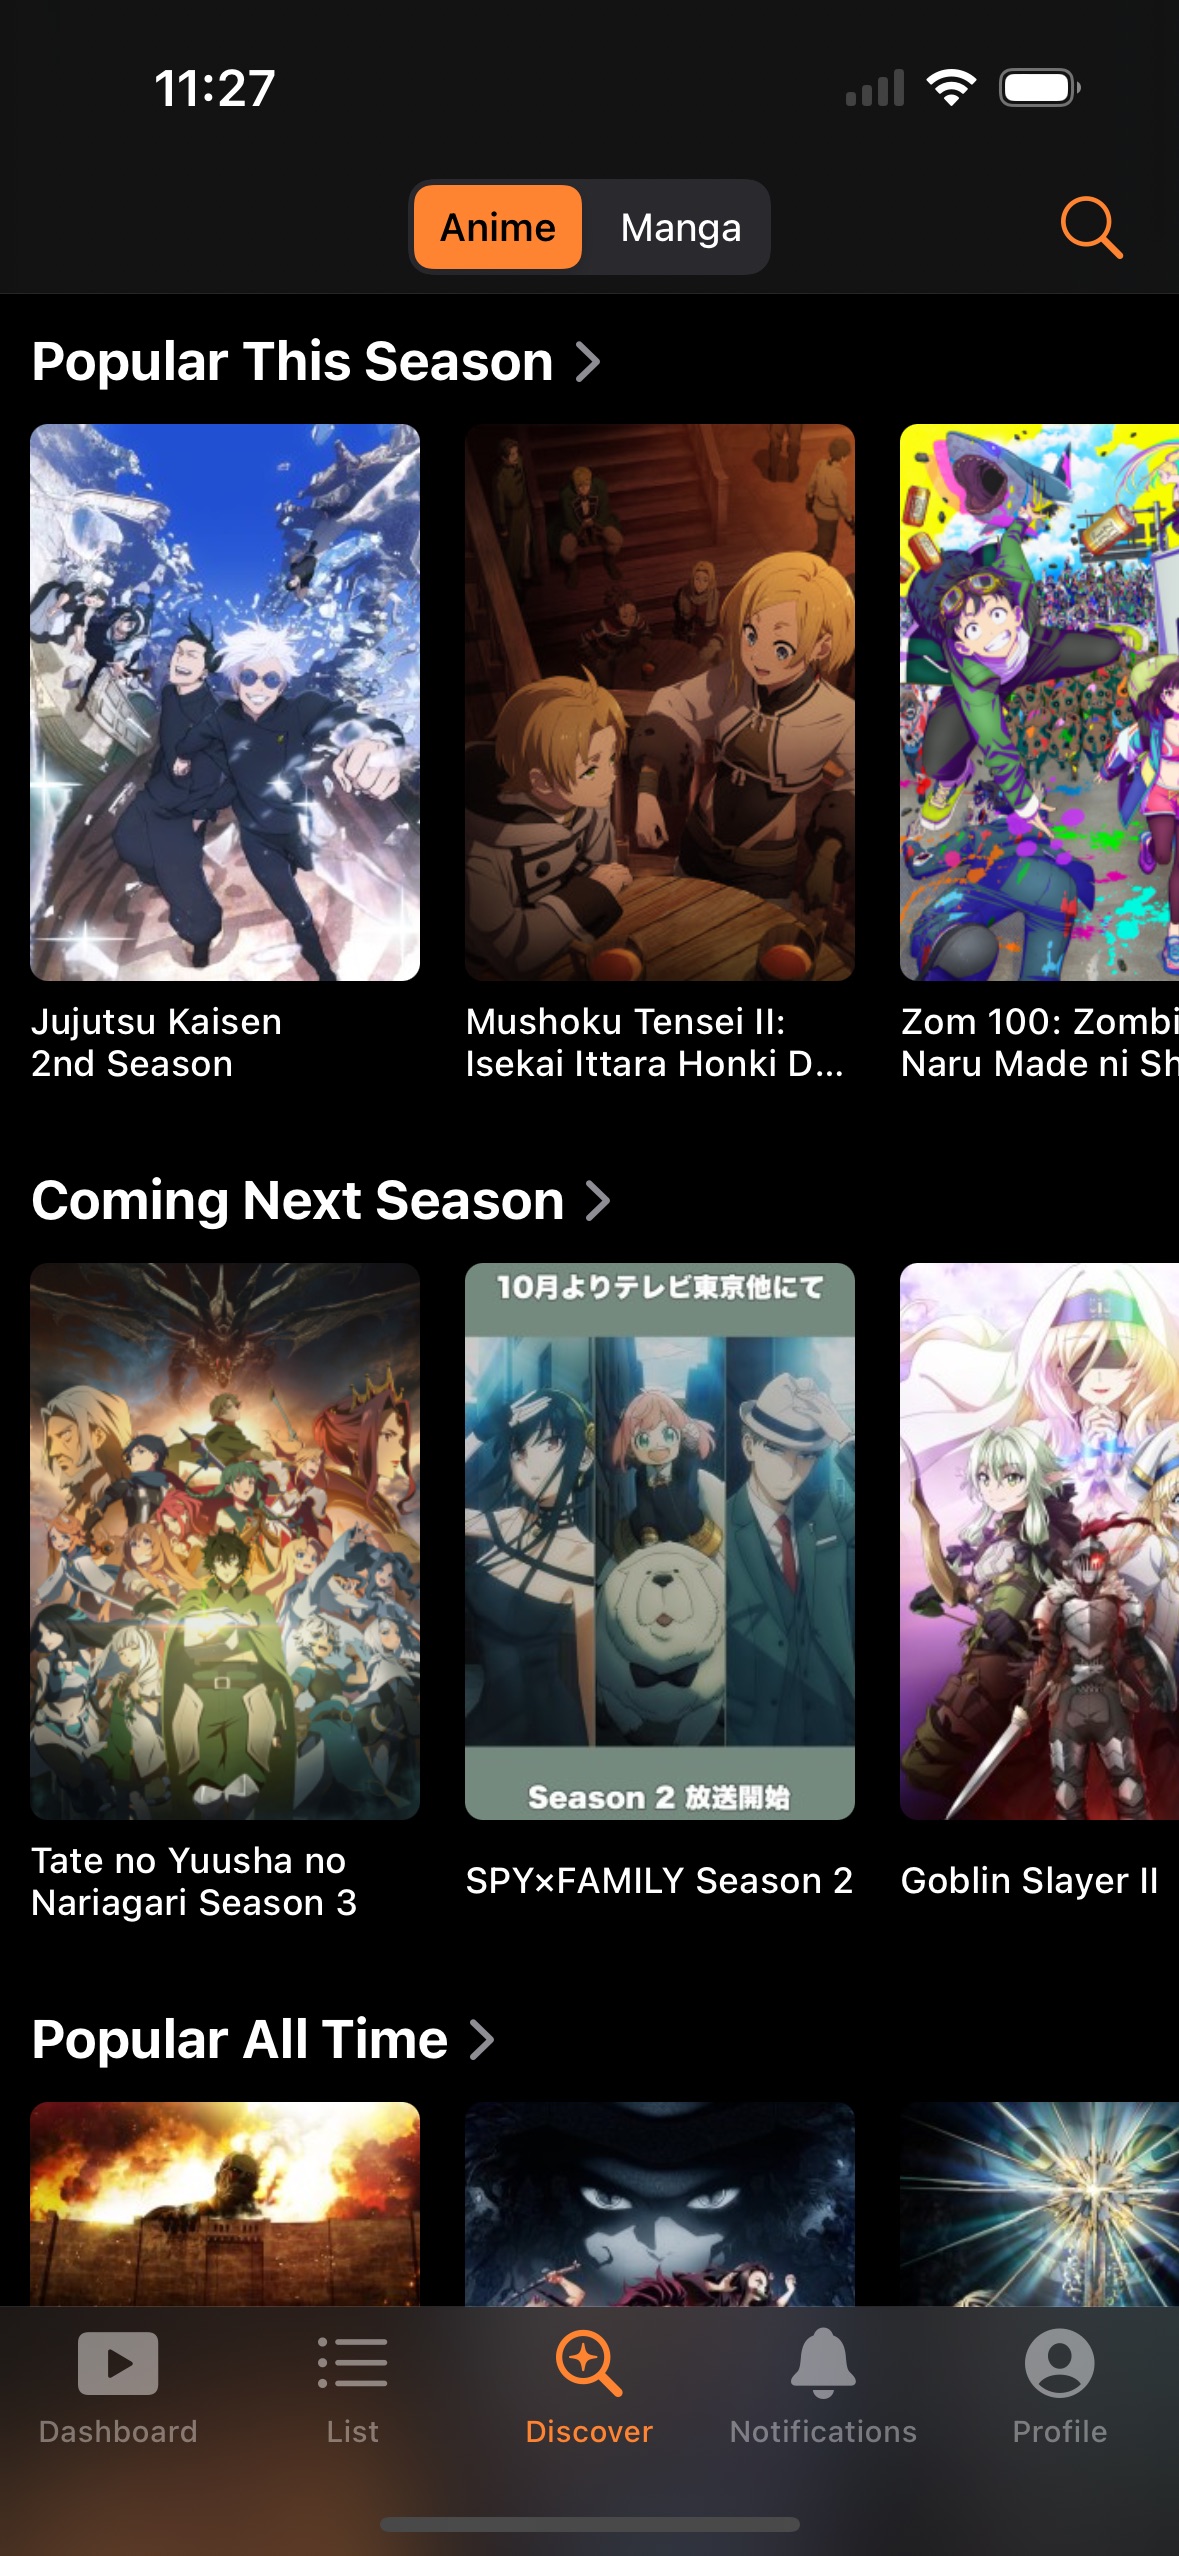 11:27
Anime
Manga
Popular This Season
Jujutsu Kaisen
2nd Season
Mushoku Tensei II:
Isekai Ittara Honki D...
Zom 100: Zombi
Naru Made ni Sh
Coming Next Season
10月よりテレビ東京他にて
Season 2 放送開始
Tate no Yuusha no
Nariagari Season 3
SPY×FAMILY Season 2
Goblin Slayer II
Popular All Time
Dashboard
List
Discover
Notifications
Profile